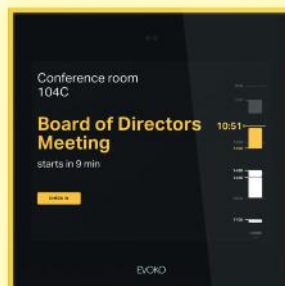 Conference room
104C
Board of Directors
Meeting
starts in 9 min
10:51
CHECK IN
EVOKO